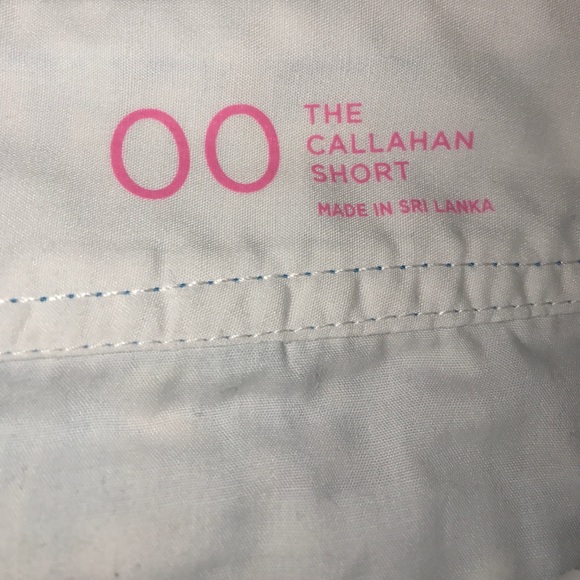 00
THE
CALLAHAN
SHORT
MADE IN SRI LANKA